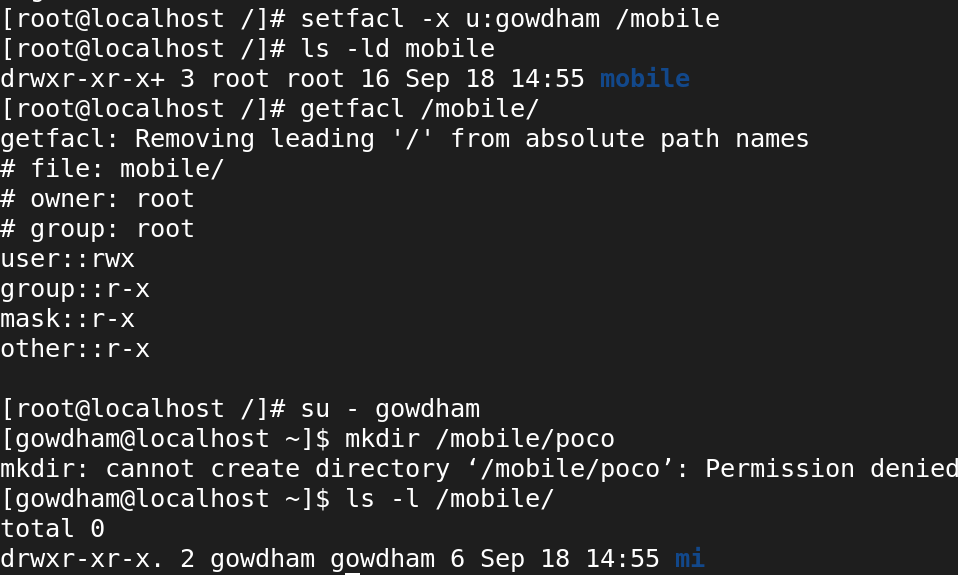 [root@localhost /]# setfacl -x u:gowdham /mobile
[root@localhost /]# ls -ld mobile
drwxr-xr-x+ 3 root root 16 Sep 18 14:55 mobile
[root@localhost /]# getfacl /mobile/
getfacl: Removing leading '/' from absolute path names
# file: mobile/
# owner: root
# group: root
user::rwx
group::r-x
mask::r-x
other::r-x
[root@localhost /]# su - gowdham
[gowdham@localhost ~]$ mkdir /mobile/poco
mkdir: cannot create directory ‘/mobile/poco’: Permission denied
[gowdham@localhost ~]$ ls -l /mobile/
total 0
drwxr-xr-x. 2 gowdham gowdham 6 Sep 18 14:55 mi